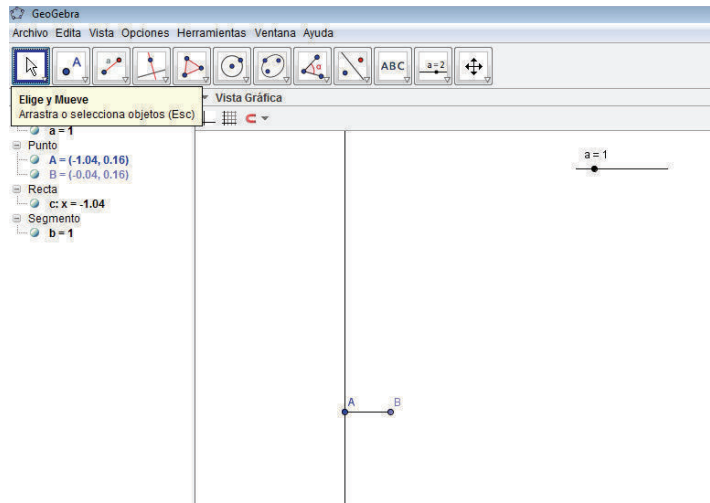 GeoGebra
Archivo Edita Vista Opciones Herramientas Ventana Ayuda
A
a
α
ABC
a=2
Elige y Mueve
Arrastra o selecciona objetos (Esc)
Vista Gráfica
a = 1
Punto
A = (-1.04, 0.16)
B = (-0.04, 0.16)
Recta
c: x = -1.04
Segmento
b = 1
a = 1
A
B